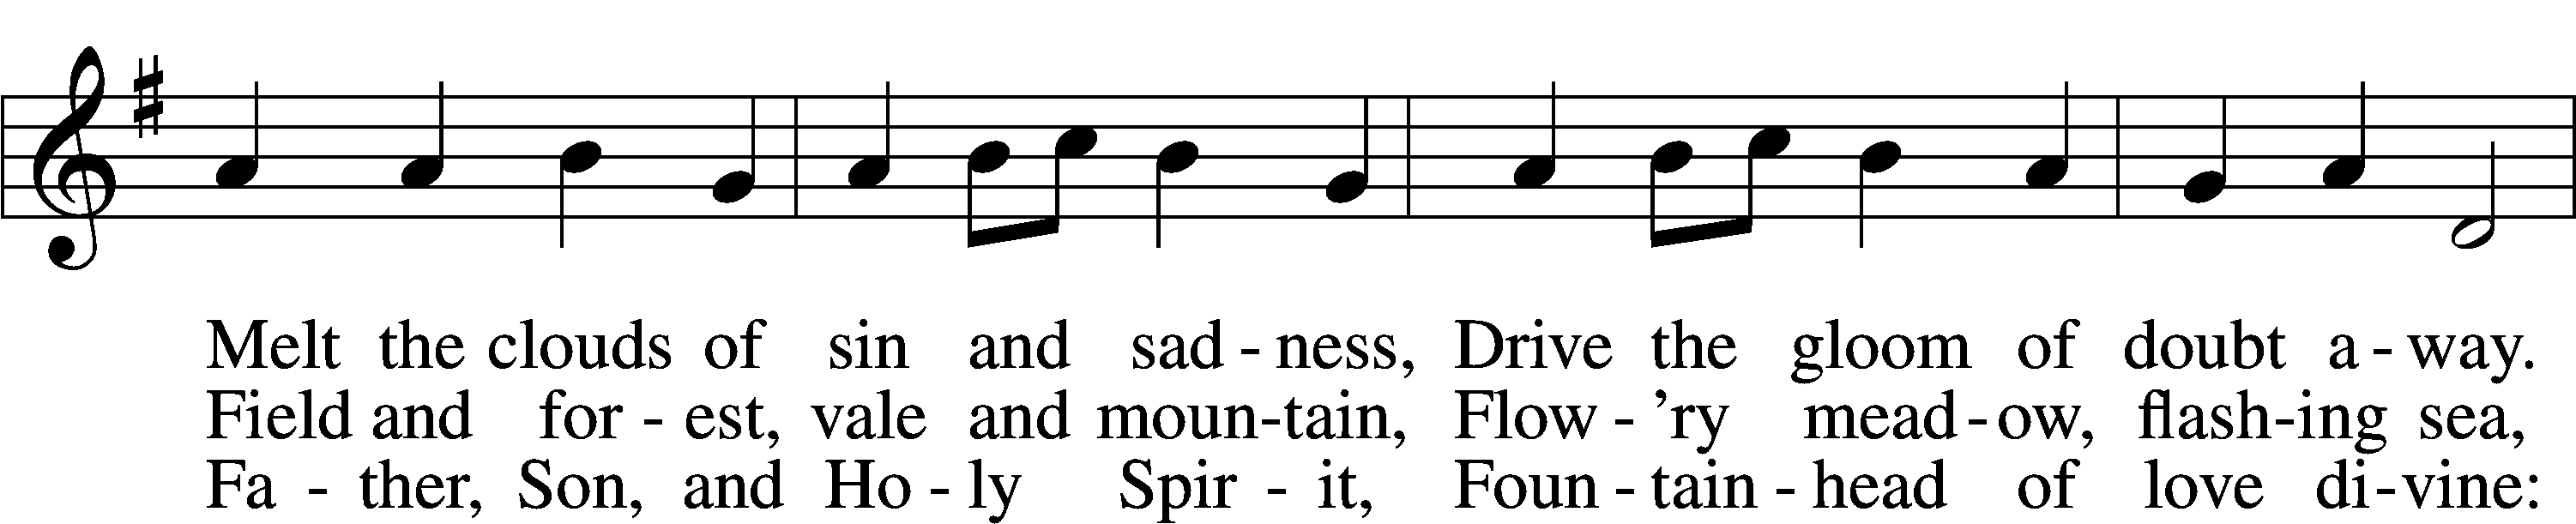 Melt the clouds of sin and sad - ness, Drive the gloom of doubt a - way.
Field and for - est, vale and moun - tain, Flow - 'ry mead - ow, flash - ing sea,
Fa - ther, Son, and Ho - ly Spir - it, Foun - tain - head of love di - vine: